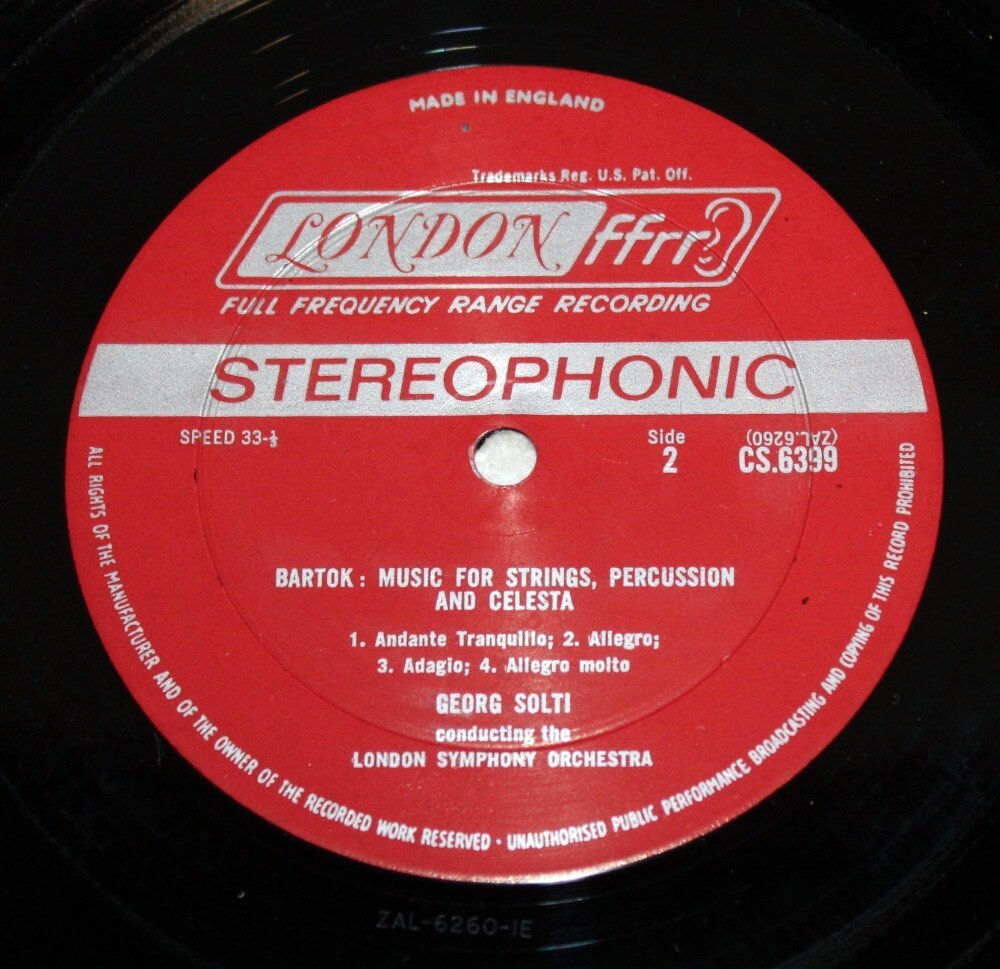 MADE IN ENGLAND
Trademarks Reg. U.S. Pat. Off.
LONDON ffrr
FULL FREQUENCY RANGE RECORDING
STEREOPHONIC
SPEED 33-⅓
Side
2
(ZAL.6260)
CS.6399
BARTOK: MUSIC FOR STRINGS, PERCUSSION
AND CELESTA
1. Andante Tranquillo; 2. Allegro;
3. Adagio; 4. Allegro molto
GEORG SOLTI
conducting the
LONDON SYMPHONY ORCHESTRA
ALL RIGHTS OF THE MANUFACTURER AND OF THE OWNER OF THE RECORDED WORK RESERVED · UNAUTHORISED PUBLIC PERFORMANCE BROADCASTING AND COPYING OF THIS RECORD PROHIBITED
ZAL-6260-1E